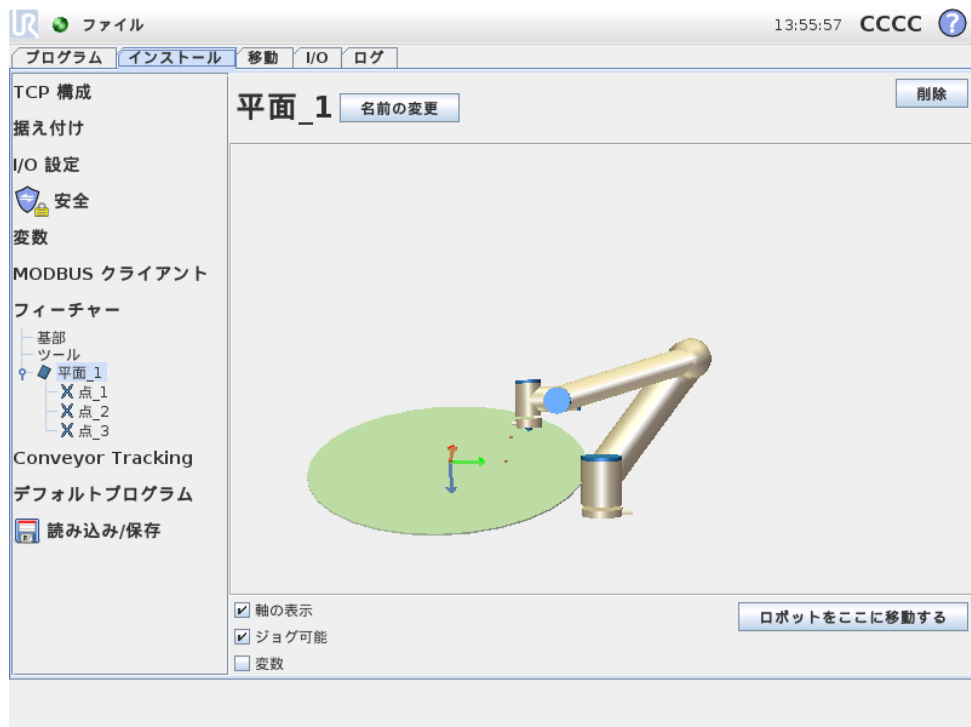 UR ファイル 13:55:57 CCCC ?
プログラム インストール 移動 I/O ログ
TCP 構成
据え付け
I/O 設定
安全
変数
MODBUS クライアント
フィーチャー
基部
ツール
平面_1
点_1
点_2
点_3
Conveyor Tracking
デフォルトプログラム
読み込み/保存
平面_1 名前の変更 削除
軸の表示
ジョグ可能
変数
ロボットをここに移動する